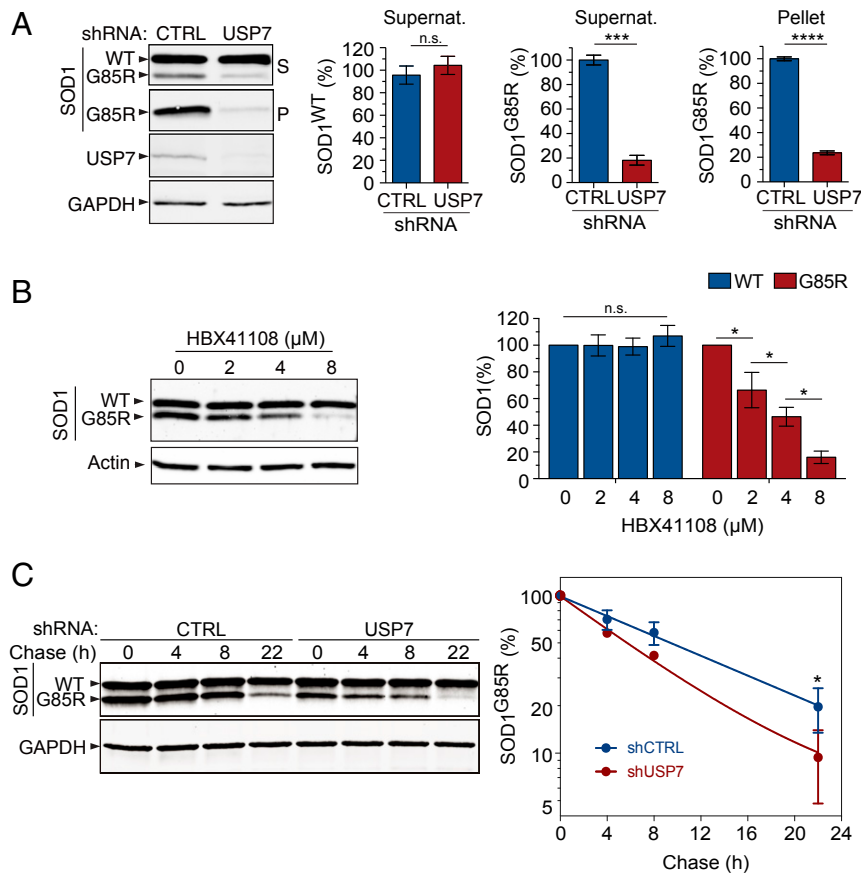 A
shRNA: CTRL USP7
WT
G85R
SOD1
S
G85R
P
USP7
GAPDH
Supernat.
n.s.
SOD1WT (%)
120
100
80
60
40
20
0
CTRL USP7
shRNA
Supernat.
***
SOD1G85R (%)
120
100
80
60
40
20
0
CTRL USP7
shRNA
Pellet
****
SOD1G85R (%)
120
100
80
60
40
20
0
CTRL USP7
shRNA
B
HBX41108 (µM)
0 2 4 8
SOD1
WT
G85R
Actin
WT G85R
n.s.
* * *
SOD1(%)
120
100
80
60
40
20
0 2 4 8 0 2 4 8
HBX41108 (µM)
C
shRNA: CTRL USP7
Chase (h) 0 4 8 22 0 4 8 22
SOD1
WT
G85R
GAPDH
SOD1G85R (%)
100
50
20
10
5
*
shCTRL
shUSP7
0 4 8 12 16 20 24
Chase (h)